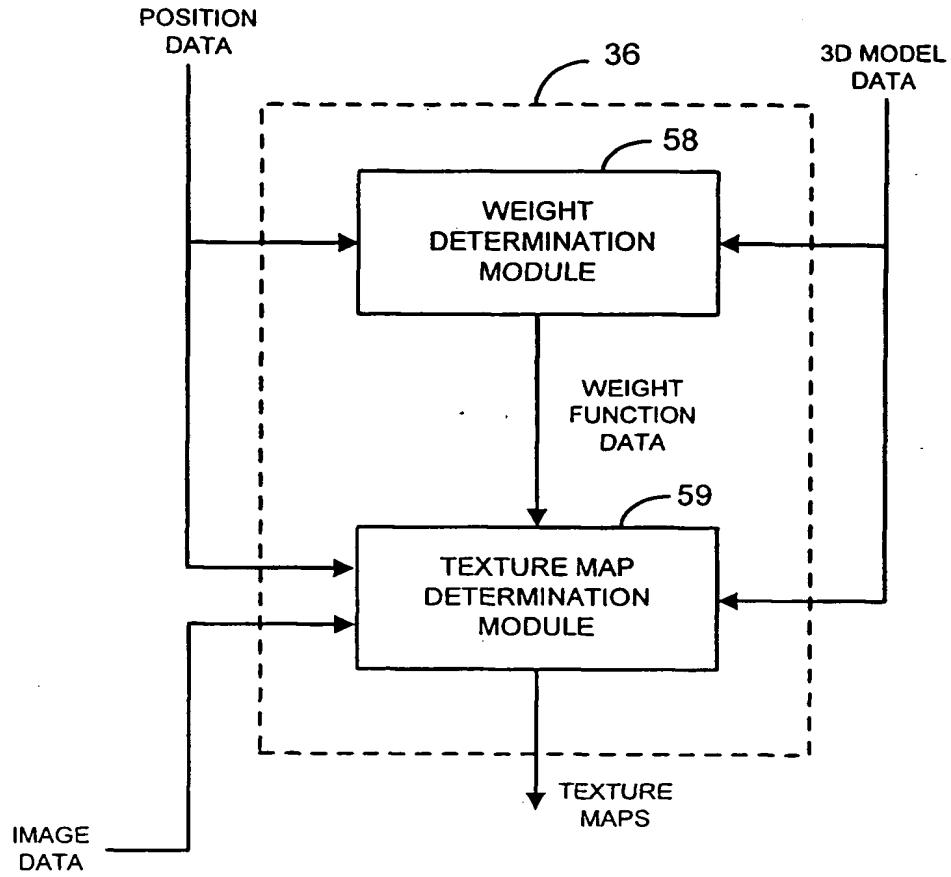 POSITION
DATA
36
3D MODEL
DATA
58
WEIGHT
DETERMINATION
MODULE
WEIGHT
FUNCTION
DATA
59
TEXTURE MAP
DETERMINATION
MODULE
TEXTURE
MAPS
IMAGE
DATA